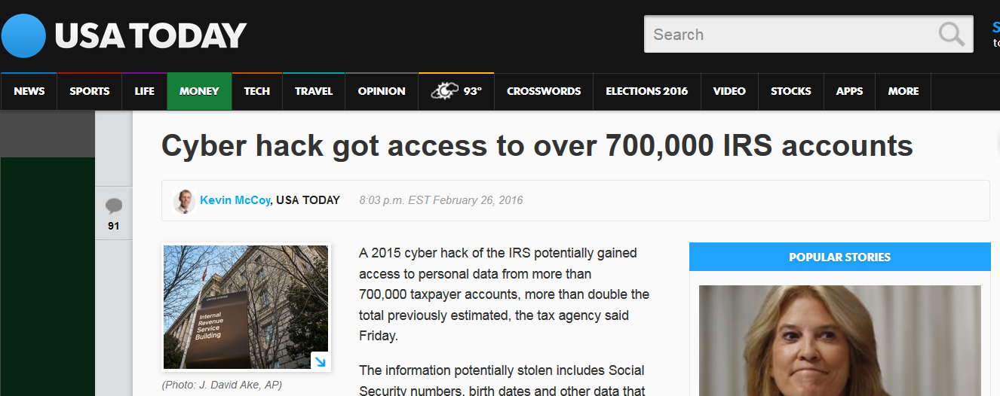 USA TODAY
Search
NEWS
SPORTS
LIFE
MONEY
TECH
TRAVEL
OPINION
93°
CROSSWORDS
ELECTIONS 2016
VIDEO
STOCKS
APPS
MORE
Cyber hack got access to over 700,000 IRS accounts
Kevin McCoy, USA TODAY 8:03 p.m. EST February 26, 2016
91
UNITED STATES
Internal
Revenue
Service
Building
(Photo: J. David Ake, AP)
A 2015 cyber hack of the IRS potentially gained
access to personal data from more than
700,000 taxpayer accounts, more than double the
total previously estimated, the tax agency said
Friday.
The information potentially stolen includes Social
Security numbers, birth dates and other data that
POPULAR STORIES